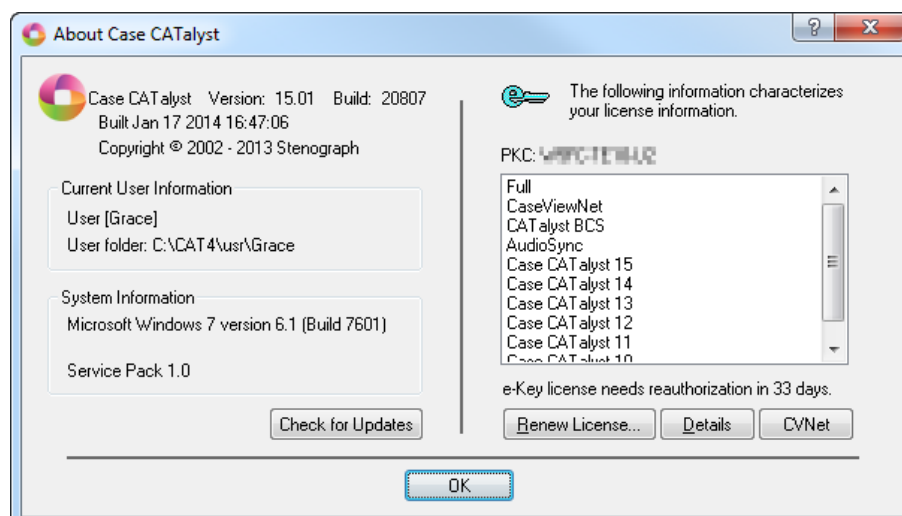 About Case CATalyst
Case CATalyst Version: 15.01 Build: 20807
Built Jan 17 2014 16:47:06
Copyright © 2002 - 2013 Stenograph
Current User Information
User [Grace]
User folder: C:\CAT4\usr\Grace
System Information
Microsoft Windows 7 version 6.1 (Build 7601)
Service Pack 1.0
Check for Updates
The following information characterizes
your license information.
PKC:
Full
CaseViewNet
CATalyst BCS
AudioSync
Case CATalyst 15
Case CATalyst 14
Case CATalyst 13
Case CATalyst 12
Case CATalyst 11
Case CATalyst 10
e-Key license needs reauthorization in 33 days.
Renew License...
Details
CVNet
OK